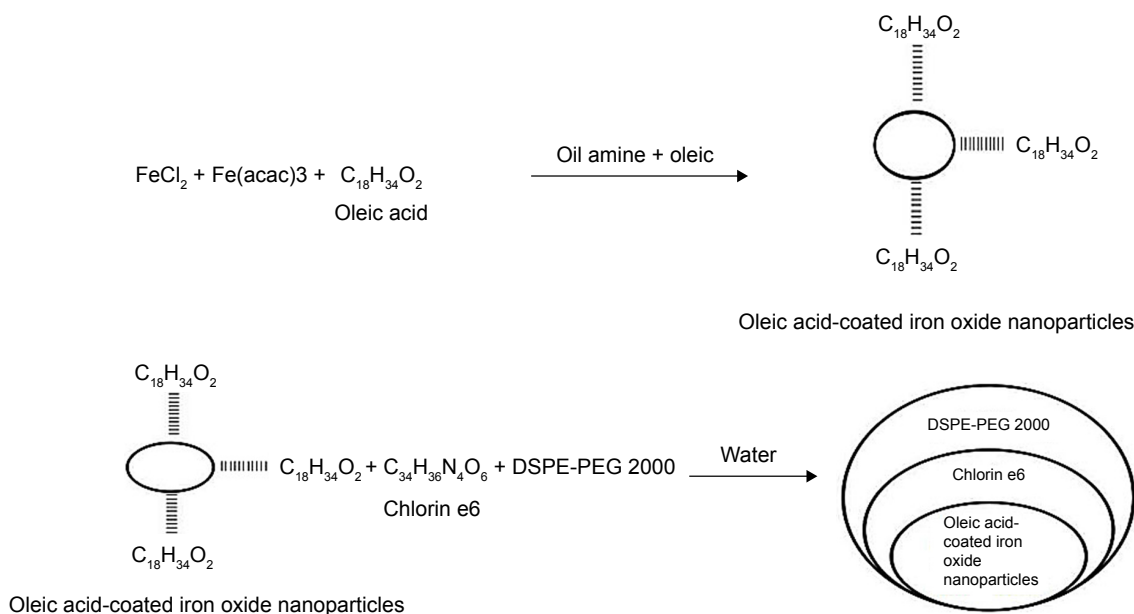 C₁₈H₃₄O₂
FeCl₂ + Fe(acac)3 + C₁₈H₃₄O₂
Oleic acid
Oil amine + oleic
C₁₈H₃₄O₂
C₁₈H₃₄O₂
Oleic acid-coated iron oxide nanoparticles
C₁₈H₃₄O₂
C₁₈H₃₄O₂ + C₃₄H₃₆N₄O₆ + DSPE-PEG 2000
Chlorin e6
Water
C₁₈H₃₄O₂
Oleic acid-coated iron oxide nanoparticles
DSPE-PEG 2000
Chlorin e6
Oleic acid-
coated iron
oxide
nanoparticles